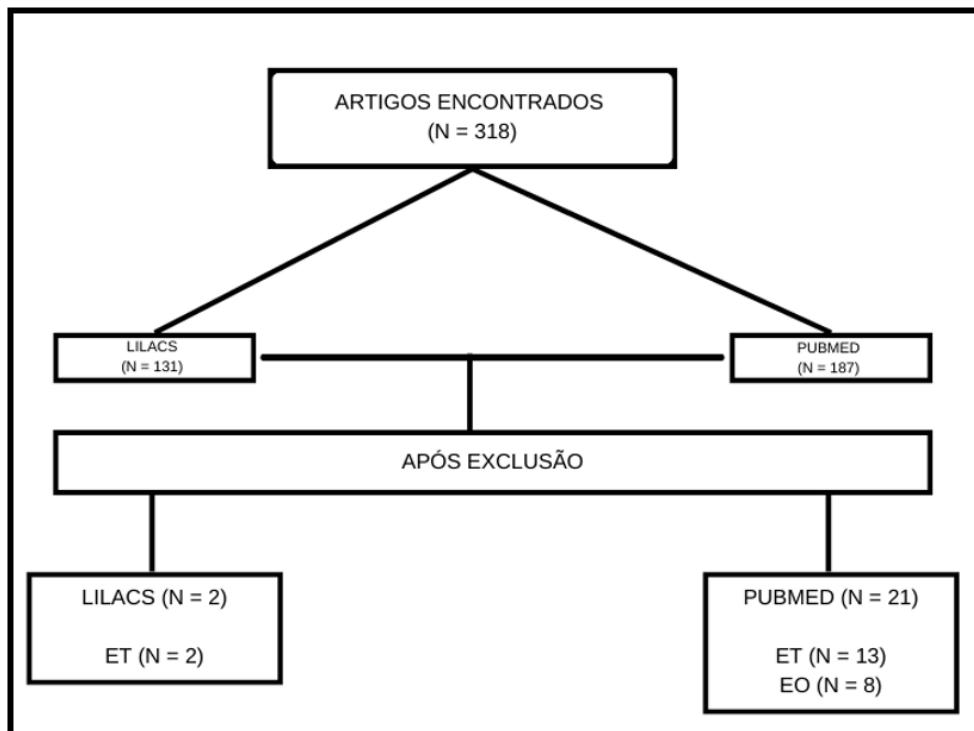 ARTIGOS ENCONTRADOS
(N = 318)
LILACS
(N = 131)
PUBMED
(N = 187)
APÓS EXCLUSÃO
LILACS (N = 2)
ET (N = 2)
PUBMED (N = 21)
ET (N = 13)
EO (N = 8)